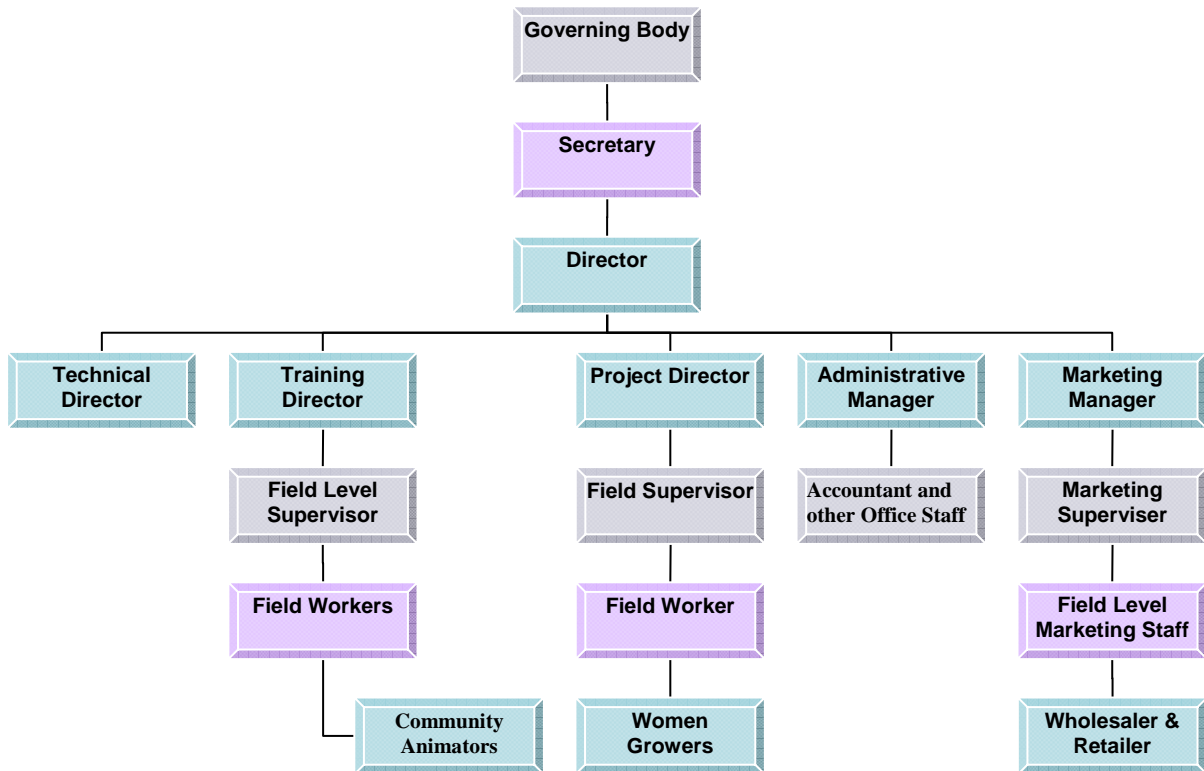 Governing Body
Secretary
Director
Technical
Director
Training
Director
Project Director
Administrative
Manager
Marketing
Manager
Field Level
Supervisor
Field Supervisor
Accountant and
other Office Staff
Marketing
Superviser
Field Workers
Field Worker
Field Level
Marketing Staff
Community
Animators
Women
Growers
Wholesaler &
Retailer